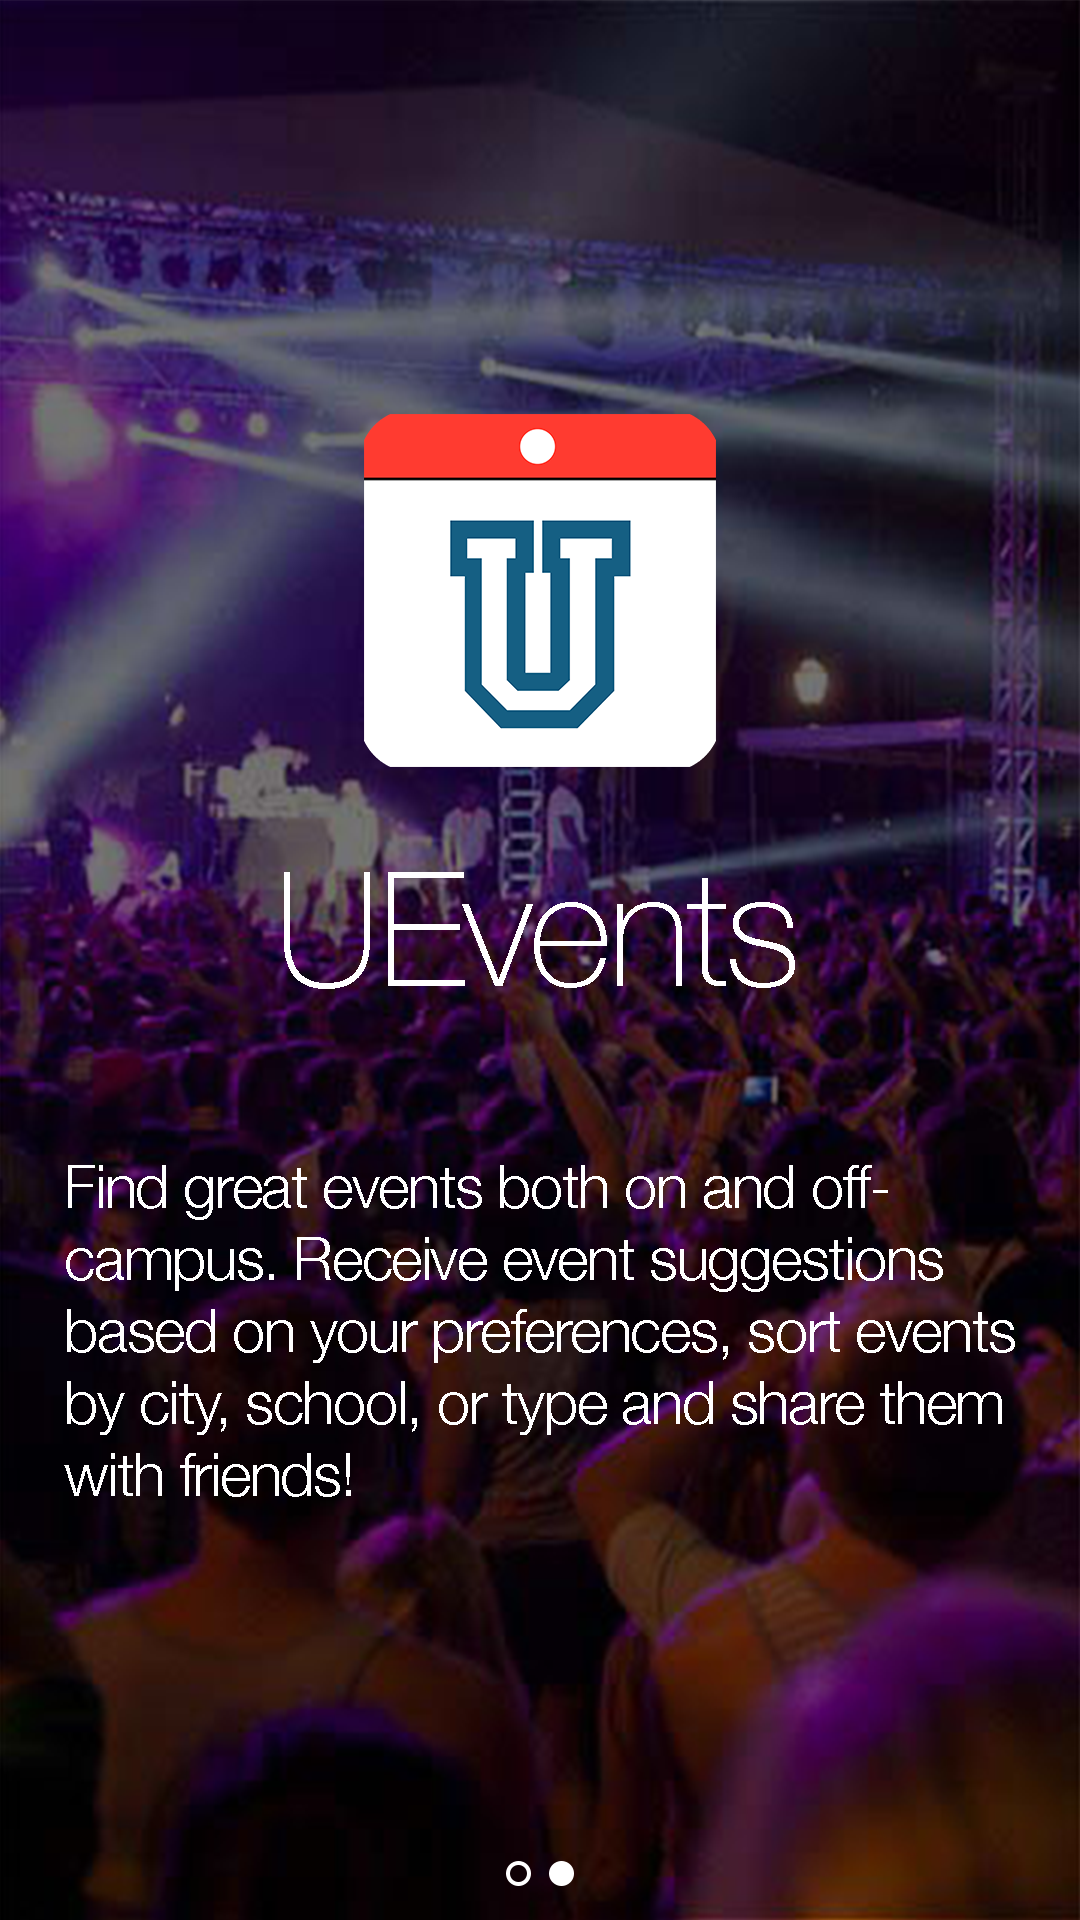 U
UEvents
Find great events both on and off-
campus. Receive event suggestions
based on your preferences, sort events
by city, school, or type and share them
with friends!